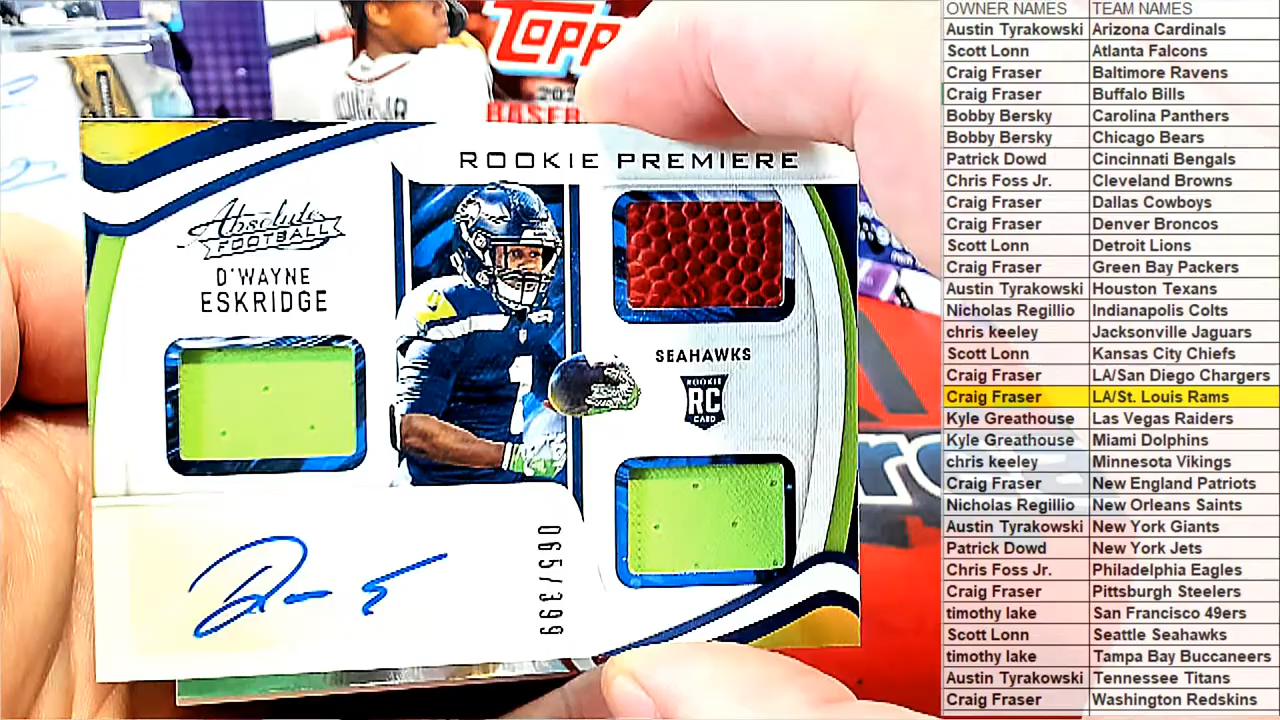 TOPP
202
BASEB
ROOKIE PREMIERE
Absolute
FOOTBALL
D'WAYNE
ESKRIDGE
1
SEAHAWKS
ROOKIE
RC
CARD
065/399
OWNER NAMES TEAM NAMES
Austin Tyrakowski Arizona Cardinals
Scott Lonn Atlanta Falcons
Craig Fraser Baltimore Ravens
Craig Fraser Buffalo Bills
Bobby Bersky Carolina Panthers
Bobby Bersky Chicago Bears
Patrick Dowd Cincinnati Bengals
Chris Foss Jr. Cleveland Browns
Craig Fraser Dallas Cowboys
Craig Fraser Denver Broncos
Scott Lonn Detroit Lions
Craig Fraser Green Bay Packers
Austin Tyrakowski Houston Texans
Nicholas Regillio Indianapolis Colts
chris keeley Jacksonville Jaguars
Scott Lonn Kansas City Chiefs
Craig Fraser LA/San Diego Chargers
Craig Fraser LA/St. Louis Rams
Kyle Greathouse Las Vegas Raiders
Kyle Greathouse Miami Dolphins
chris keeley Minnesota Vikings
Craig Fraser New England Patriots
Nicholas Regillio New Orleans Saints
Austin Tyrakowski New York Giants
Patrick Dowd New York Jets
Chris Foss Jr. Philadelphia Eagles
Craig Fraser Pittsburgh Steelers
timothy lake San Francisco 49ers
Scott Lonn Seattle Seahawks
timothy lake Tampa Bay Buccaneers
Austin Tyrakowski Tennessee Titans
Craig Fraser Washington Redskins